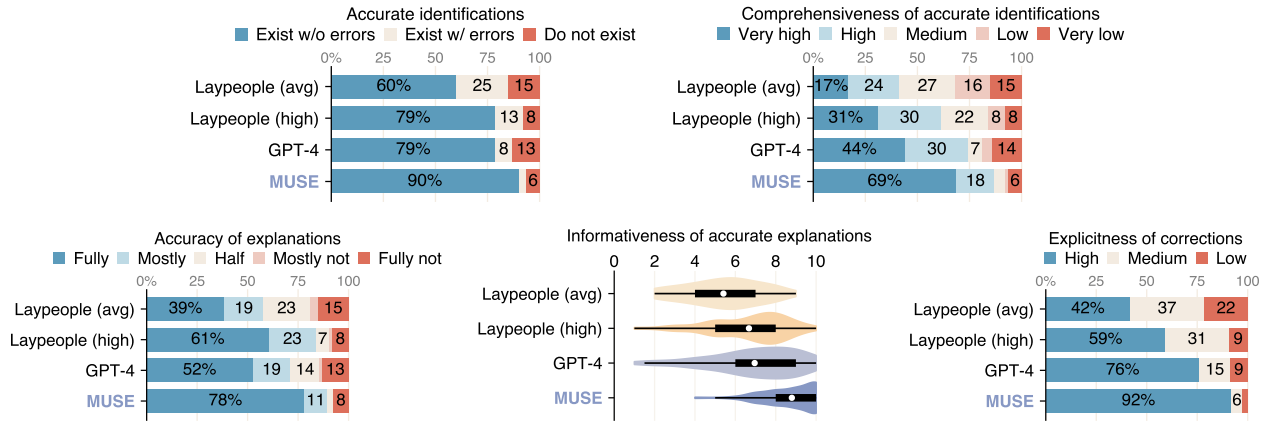 Accurate identifications
Exist w/o errors Exist w/ errors Do not exist
0% 25 50 75 100
Laypeople (avg) 60% 25 15
Laypeople (high) 79% 13 8
GPT-4 79% 8 13
MUSE 90% 6
Comprehensiveness of accurate identifications
Very high High Medium Low Very low
0% 25 50 75 100
Laypeople (avg) 17% 24 27 16 15
Laypeople (high) 31% 30 22 8 8
GPT-4 44% 30 7 14
MUSE 69% 18 6
Accuracy of explanations
Fully Mostly Half Mostly not Fully not
0% 25 50 75 100
Laypeople (avg) 39% 19 23 15
Laypeople (high) 61% 23 7 8
GPT-4 52% 19 14 13
MUSE 78% 11 8
Informativeness of accurate explanations
0 2 4 6 8 10
Laypeople (avg)
Laypeople (high)
GPT-4
MUSE
Explicitness of corrections
High Medium Low
0% 25 50 75 100
Laypeople (avg) 42% 37 22
Laypeople (high) 59% 31 9
GPT-4 76% 15 9
MUSE 92% 6